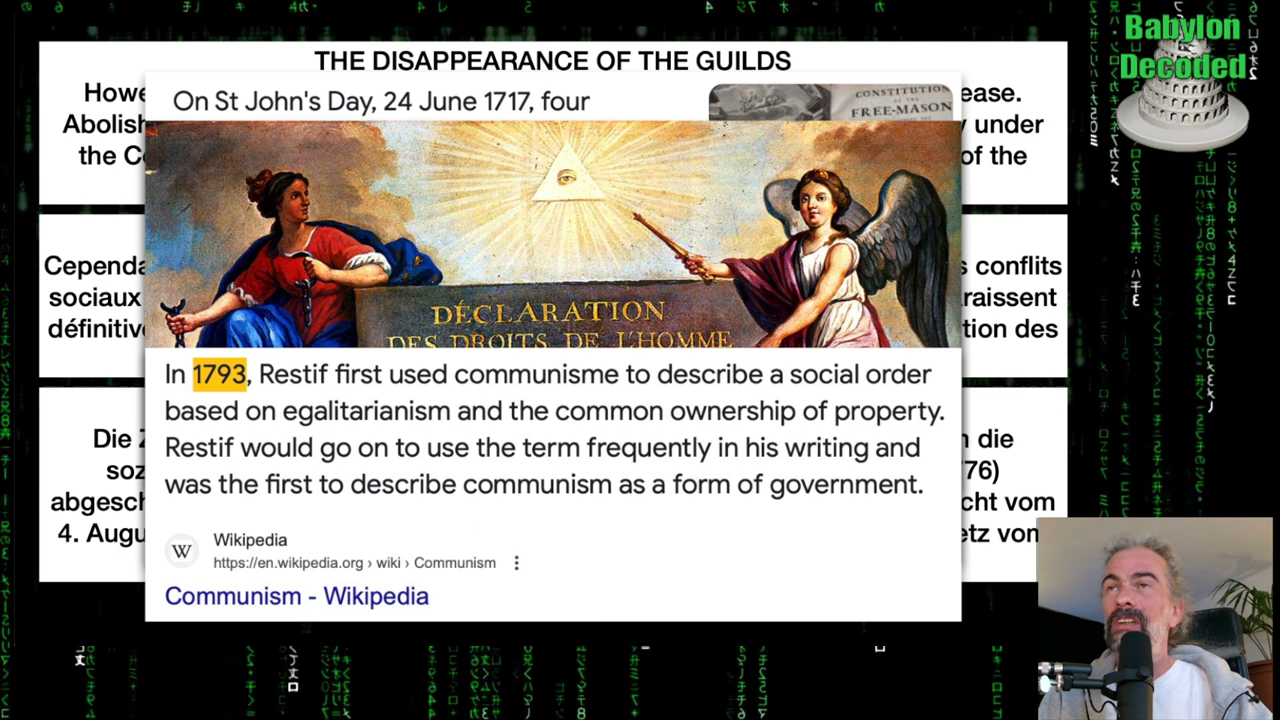 Babylon
Decoded
THE DISAPPEARANCE OF THE GUILDS
Howe
ease.
Abolish
under
the C
of the
On St John's Day, 24 June 1717, four
CONSTITUTION
OF THE
FREE-MASON
DÉCLARATION
DES DROITS DE L'HOMME
Cependa
s conflits
sociaux
raissent
définitive
tion des
In 1793, Restif first used communisme to describe a social order
based on egalitarianism and the common ownership of property.
Restif would go on to use the term frequently in his writing and
was the first to describe communism as a form of government.
Die Z
n die
soz
76)
abgesch
cht vom
4. Augu
etz von
W
Wikipedia
https://en.wikipedia.org › wiki › Communism
Communism - Wikipedia